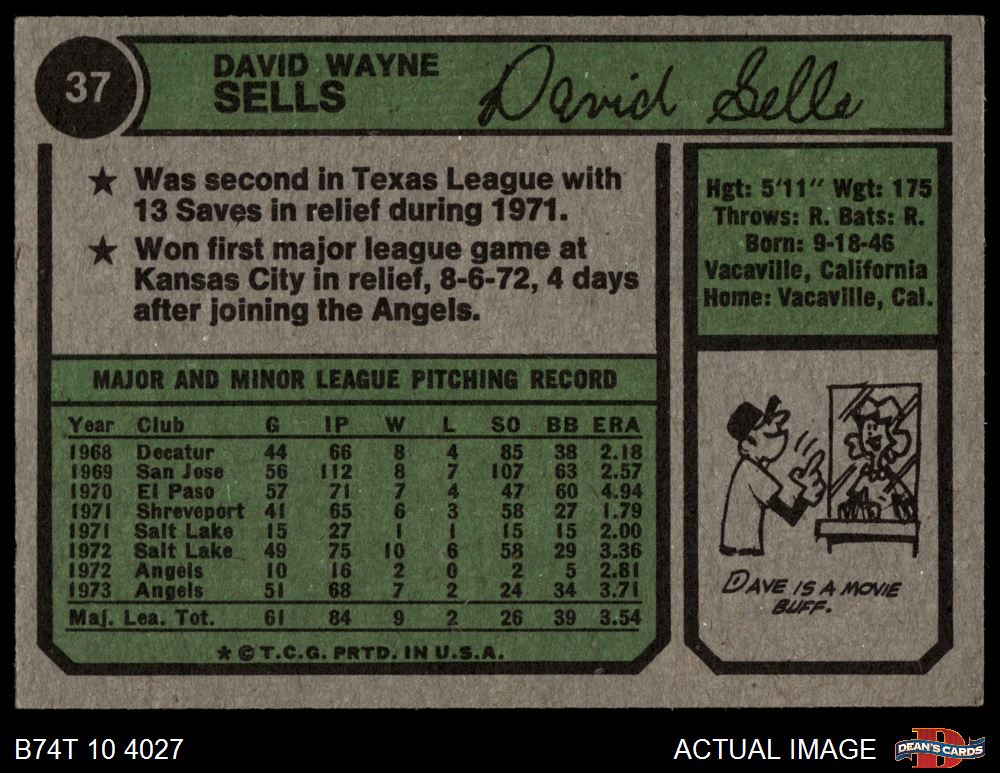 37
DAVID WAYNE
SELLS
David Sells
★ Was second in Texas League with
13 Saves in relief during 1971.
★ Won first major league game at
Kansas City in relief, 8-6-72, 4 days
after joining the Angels.
Hgt: 5'11" Wgt: 175
Throws: R. Bats: R.
Born: 9-18-46
Vacaville, California
Home: Vacaville, Cal.
MAJOR AND MINOR LEAGUE PITCHING RECORD
Year Club G IP W L SO BB ERA
1968 Decatur 44 66 8 4 85 38 2.18
1969 San Jose 56 112 8 7 107 63 2.57
1970 El Paso 57 71 7 4 47 60 4.94
1971 Shreveport 41 65 6 3 58 27 1.79
1971 Salt Lake 15 27 1 1 15 15 2.00
1972 Salt Lake 49 75 10 6 58 29 3.36
1972 Angels 10 16 2 0 2 5 2.81
1973 Angels 51 68 7 2 24 34 3.71
Maj. Lea. Tot. 61 84 9 2 26 39 3.54
★ © T.C.G. PRTD. IN U.S.A.
DAVE IS A MOVIE
BUFF.
B74T 10 4027
ACTUAL IMAGE
D
DEAN'S CARDS